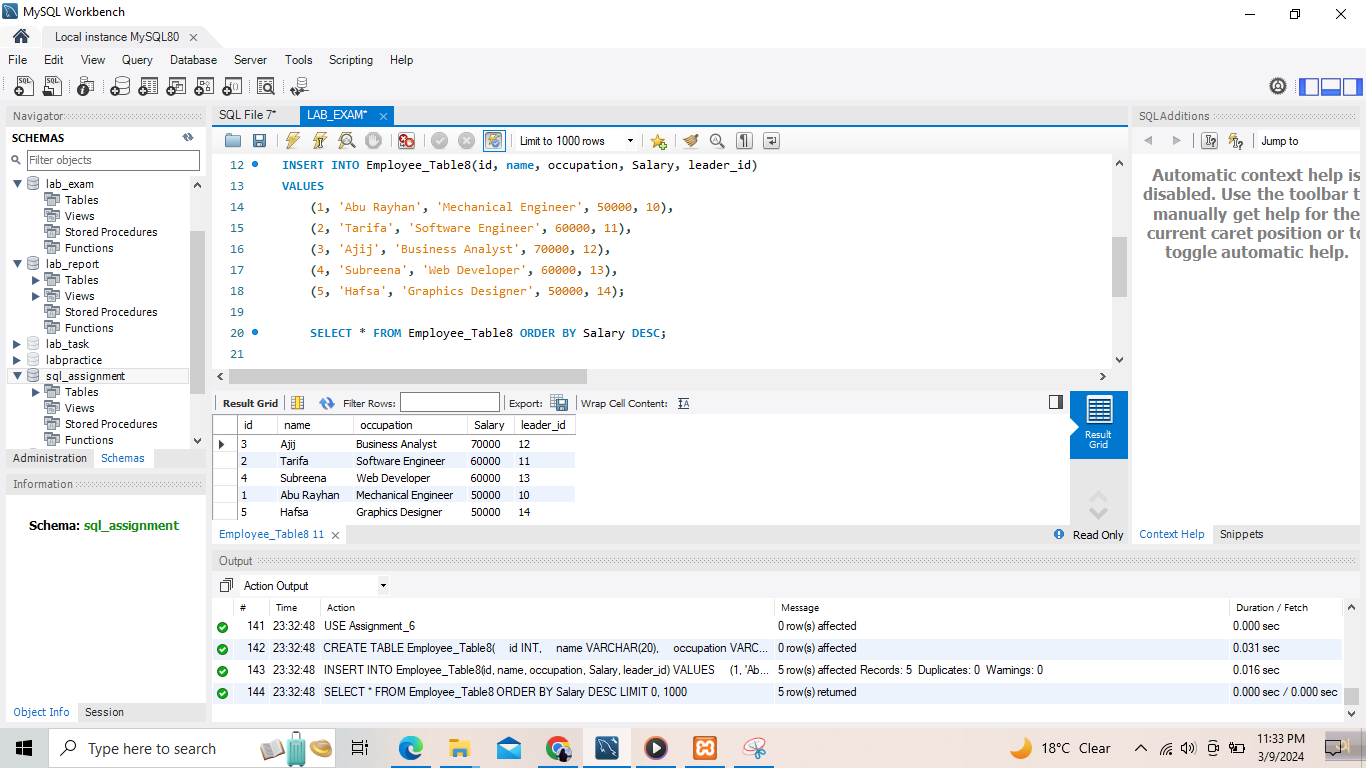 MySQL Workbench
Local instance MySQL80
File Edit View Query Database Server Tools Scripting Help
Navigator
SCHEMAS
Filter objects
lab_exam
Tables
Views
Stored Procedures
Functions
lab_report
Tables
Views
Stored Procedures
Functions
lab_task
labpractice
sql_assignment
Tables
Views
Stored Procedures
Functions
Administration Schemas
Information
Schema: sql_assignment
Object Info Session
SQL File 7* LAB_EXAM*
Limit to 1000 rows
12 INSERT INTO Employee_Table8(id, name, occupation, Salary, leader_id)
13 VALUES
14 (1, 'Abu Rayhan', 'Mechanical Engineer', 50000, 10),
15 (2, 'Tarifa', 'Software Engineer', 60000, 11),
16 (3, 'Ajij', 'Business Analyst', 70000, 12),
17 (4, 'Subreena', 'Web Developer', 60000, 13),
18 (5, 'Hafsa', 'Graphics Designer', 50000, 14);
19
20 SELECT * FROM Employee_Table8 ORDER BY Salary DESC;
21
Result Grid Filter Rows: Export: Wrap Cell Content:
id name occupation Salary leader_id
3 Ajij Business Analyst 70000 12
2 Tarifa Software Engineer 60000 11
4 Subreena Web Developer 60000 13
1 Abu Rayhan Mechanical Engineer 50000 10
5 Hafsa Graphics Designer 50000 14
Result
Grid
Employee_Table8 11
Read Only
SQLAdditions
Jump to
Automatic context help is
disabled. Use the toolbar t
manually get help for the
current caret position or to
toggle automatic help.
Context Help Snippets
Output
Action Output
# Time Action Message Duration / Fetch
141 23:32:48 USE Assignment_6 0 row(s) affected 0.000 sec
142 23:32:48 CREATE TABLE Employee_Table8( id INT, name VARCHAR(20), occupation VARC... 0 row(s) affected 0.031 sec
143 23:32:48 INSERT INTO Employee_Table8(id, name, occupation, Salary, leader_id) VALUES (1, 'Ab... 5 row(s) affected Records: 5 Duplicates: 0 Warnings: 0 0.016 sec
144 23:32:48 SELECT * FROM Employee_Table8 ORDER BY Salary DESC LIMIT 0, 1000 5 row(s) returned 0.000 sec / 0.000 sec
Type here to search
18°C Clear
11:33 PM
3/9/2024